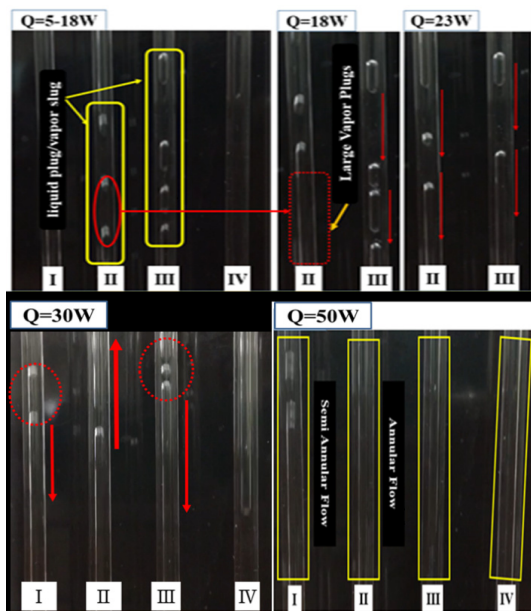 Q=5-18W
Q=18W
Q=23W
liquid plug/vapor slug
Large Vapor Plugs
I
II
III
IV
II
III
II
III
Q=30W
Q=50W
Semi Annular Flow
Annular Flow
I
II
III
IV
I
II
III
IV